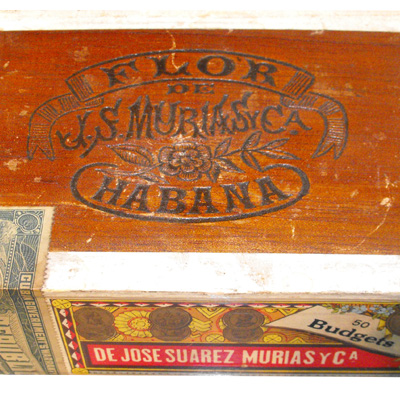 FLOR
DE
J.S. MURIAS Y CA
HABANA
50
Budgets
DE JOSE SUAREZ MURIAS Y CA